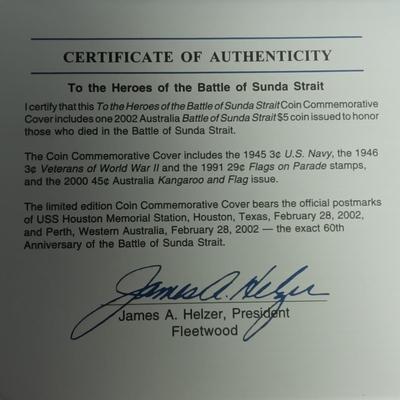 CERTIFICATE OF AUTHENTICITY
To the Heroes of the Battle of Sunda Strait
I certify that this To the Heroes of the Battle of Sunda Strait Coin Commemorative
Cover includes one 2002 Australia Battle of Sunda Strait $5 coin issued to honor
those who died in the Battle of Sunda Strait.
The Coin Commemorative Cover includes the 1945 3¢ U.S. Navy, the 1946
3¢ Veterans of World War II and the 1991 29¢ Flags on Parade stamps,
and the 2000 45¢ Australia Kangaroo and Flag issue.
The limited edition Coin Commemorative Cover bears the official postmarks
of USS Houston Memorial Station, Houston, Texas, February 28, 2002,
and Perth, Western Australia, February 28, 2002 — the exact 60th
Anniversary of the Battle of Sunda Strait.
James A. Helzer
James A. Helzer, President
Fleetwood